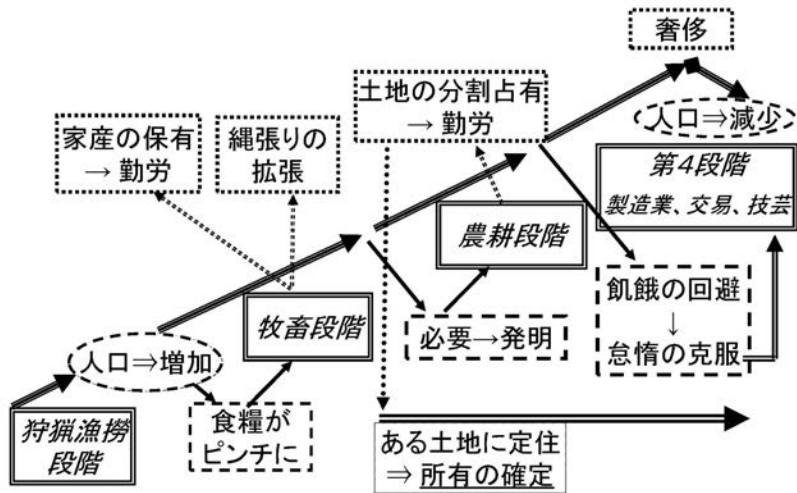 奢侈
人口⇒減少
土地の分割占有
→ 勤労
家産の保有
→ 勤労
縄張りの
拡張
第4段階
製造業、交易、技芸
農耕段階
牧畜段階
飢餓の回避
↓
怠惰の克服
必要→発明
人口⇒増加
食糧が
ピンチに
狩猟漁撈
段階
ある土地に定住
⇒ 所有の確定